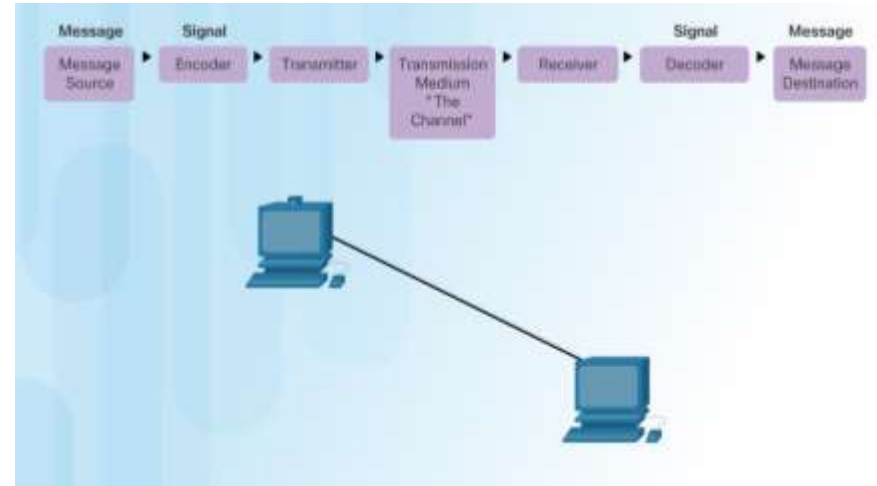 Message
Signal
Signal
Message
Message
Source
Encoder
Transmitter
Transmission
Medium
"The
Channel"
Receiver
Decoder
Message
Destination